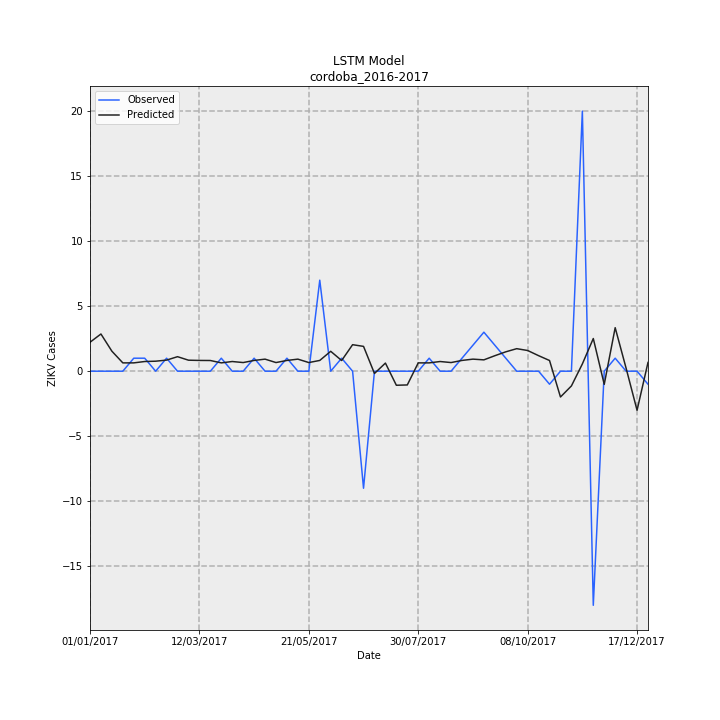 LSTM Model
cordoba_2016-2017
Observed
Predicted
20
15
10
5
0
−5
−10
−15
ZIKV Cases
01/01/2017 12/03/2017 21/05/2017 30/07/2017 08/10/2017 17/12/2017
Date